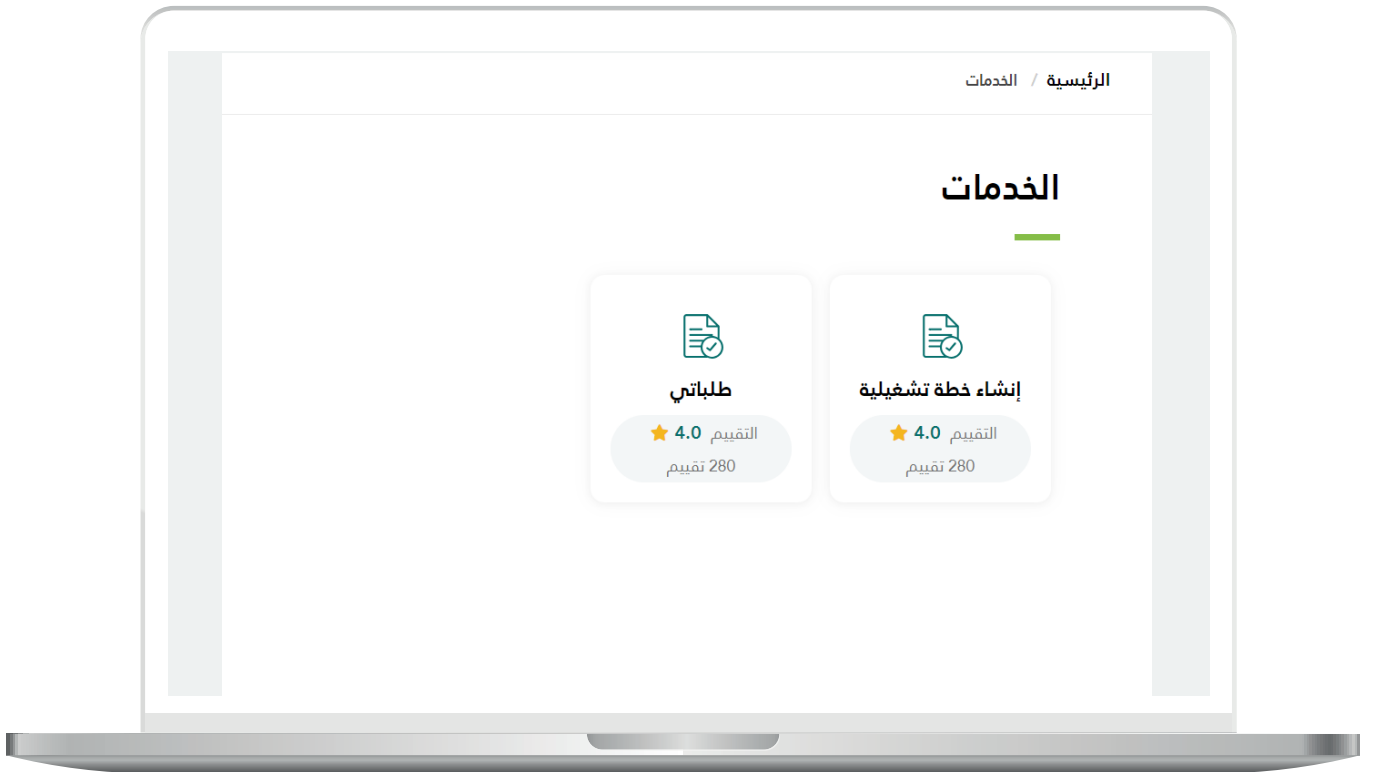 الرئيسية / الخدمات
الخدمات
إنشاء خطة تشغيلية
التقييم 4.0
280 تقييم
طلباتي
التقييم 4.0
280 تقييم